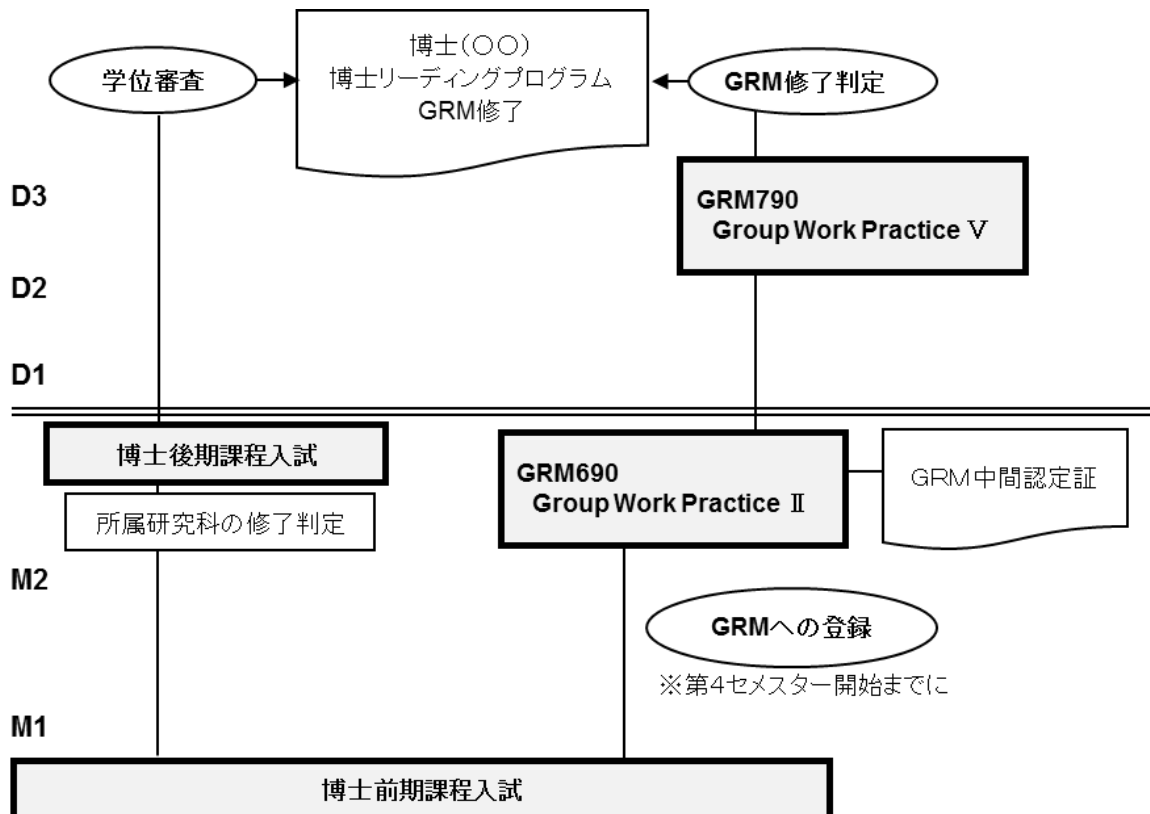 博士(○○)
博士リーディングプログラム
GRM修了
学位審査
GRM修了判定
D3
GRM790
Group Work Practice Ⅴ
D2
D1
博士後期課程入試
GRM690
Group Work Practice Ⅱ
GRM中間認定証
所属研究科の修了判定
M2
GRMへの登録
※第4セメスター開始までに
M1
博士前期課程入試